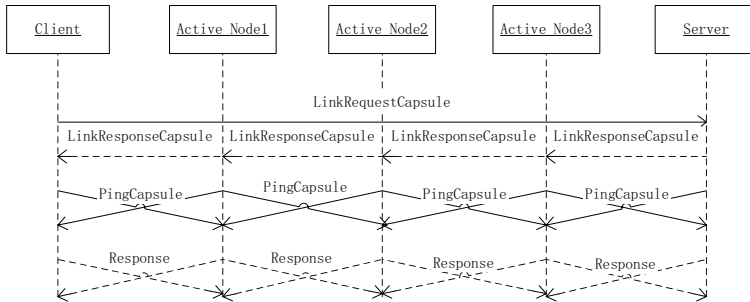 Client
Active Node1
Active Node2
Active Node3
Server
LinkRequestCapsule
LinkResponseCapsule
LinkResponseCapsule
LinkResponseCapsule
LinkResponseCapsule
PingCapsule
PingCapsule
PingCapsule
PingCapsule
Response
Response
Response
Response